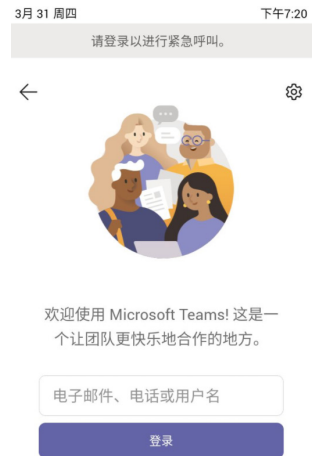 3月 31 周四 下午7:20
请登录以进行紧急呼叫。
欢迎使用 Microsoft Teams! 这是一
个让团队更快乐地合作的地方。
电子邮件、电话或用户名
登录